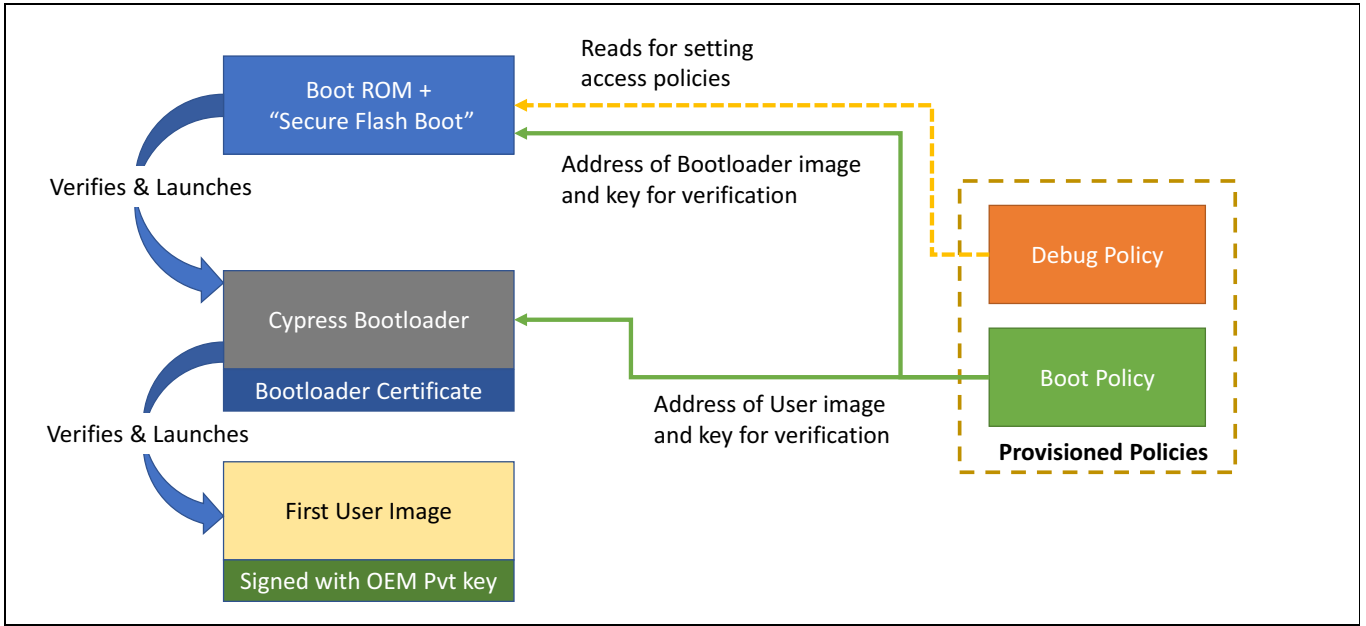 Reads for setting
access policies
Boot ROM +
“Secure Flash Boot”
Address of Bootloader image
and key for verification
Verifies & Launches
Debug Policy
Cypress Bootloader
Bootloader Certificate
Boot Policy
Address of User image
and key for verification
Provisioned Policies
Verifies & Launches
First User Image
Signed with OEM Pvt key